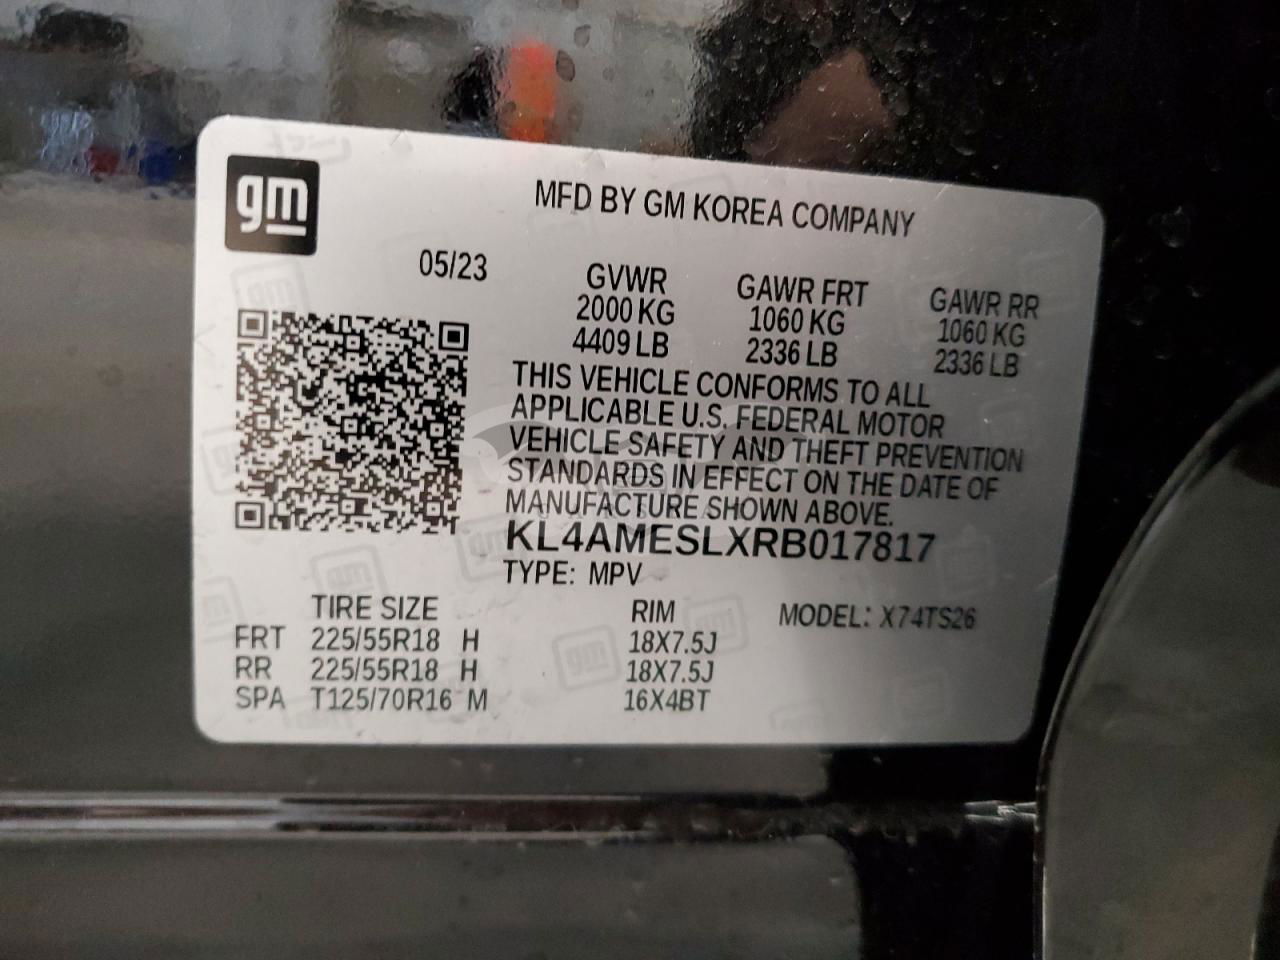 gm
MFD BY GM KOREA COMPANY
05/23
GVWR GAWR FRT GAWR RR
2000 KG 1060 KG 1060 KG
4409 LB 2336 LB 2336 LB
THIS VEHICLE CONFORMS TO ALL
APPLICABLE U.S. FEDERAL MOTOR
VEHICLE SAFETY AND THEFT PREVENTION
STANDARDS IN EFFECT ON THE DATE OF
MANUFACTURE SHOWN ABOVE.
KL4AMESLXRB017817
TYPE: MPV
TIRE SIZE RIM MODEL: X74TS26
FRT 225/55R18 H 18X7.5J
RR 225/55R18 H 18X7.5J
SPA T125/70R16 M 16X4BT